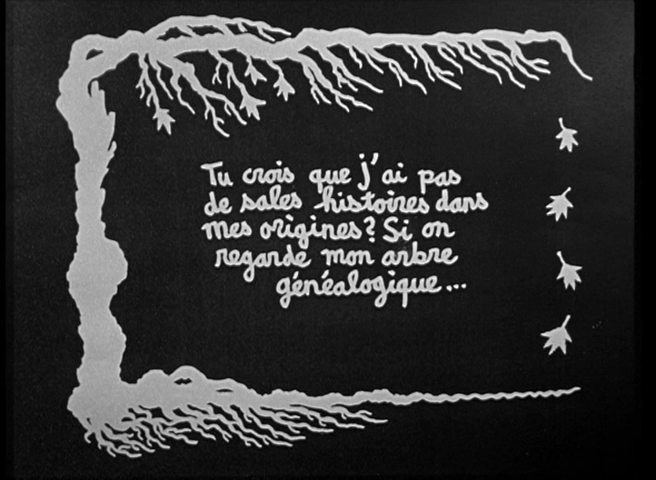 Tu crois que j'ai pas
de sales histoires dans
mes origines? Si on
regarde mon arbre
généalogique...